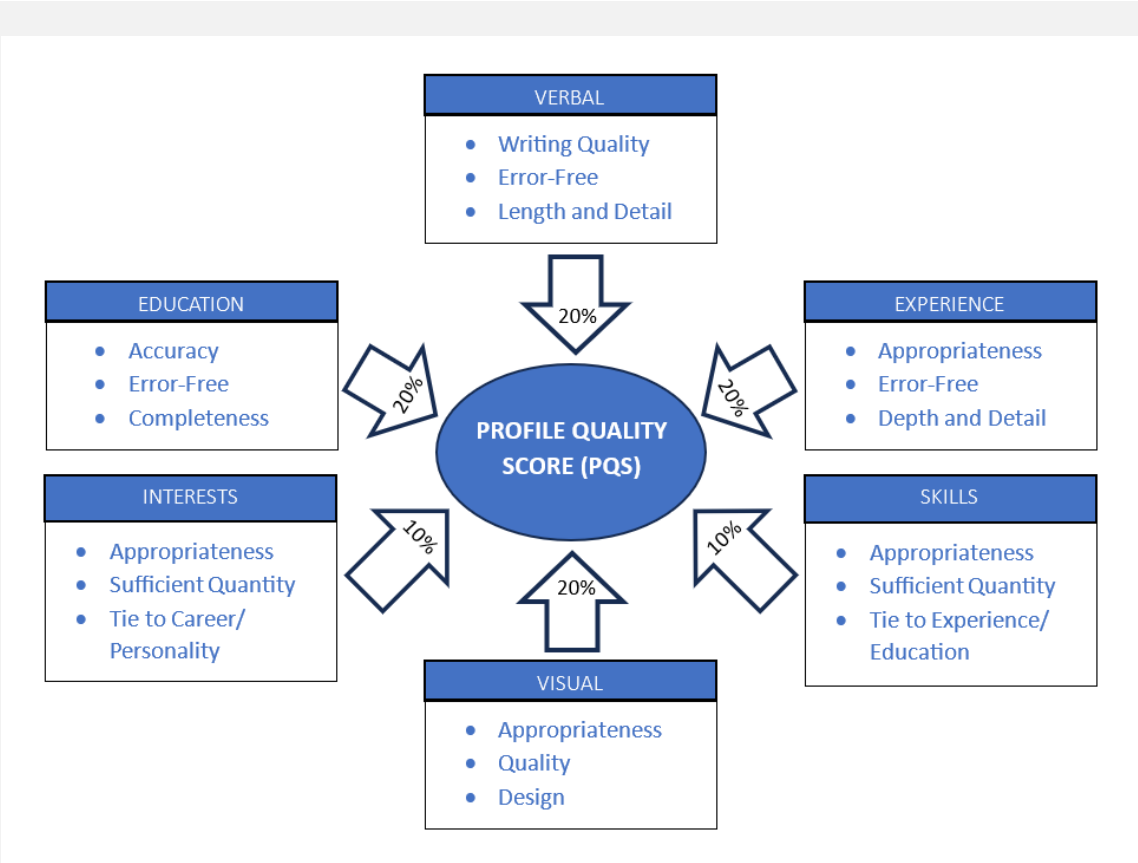 VERBAL
• Writing Quality
• Error-Free
• Length and Detail
20%
EDUCATION
• Accuracy
• Error-Free
• Completeness
20%
EXPERIENCE
• Appropriateness
• Error-Free
• Depth and Detail
20%
PROFILE QUALITY
SCORE (PQS)
INTERESTS
• Appropriateness
• Sufficient Quantity
• Tie to Career/
Personality
10%
SKILLS
• Appropriateness
• Sufficient Quantity
• Tie to Experience/
Education
10%
20%
VISUAL
• Appropriateness
• Quality
• Design